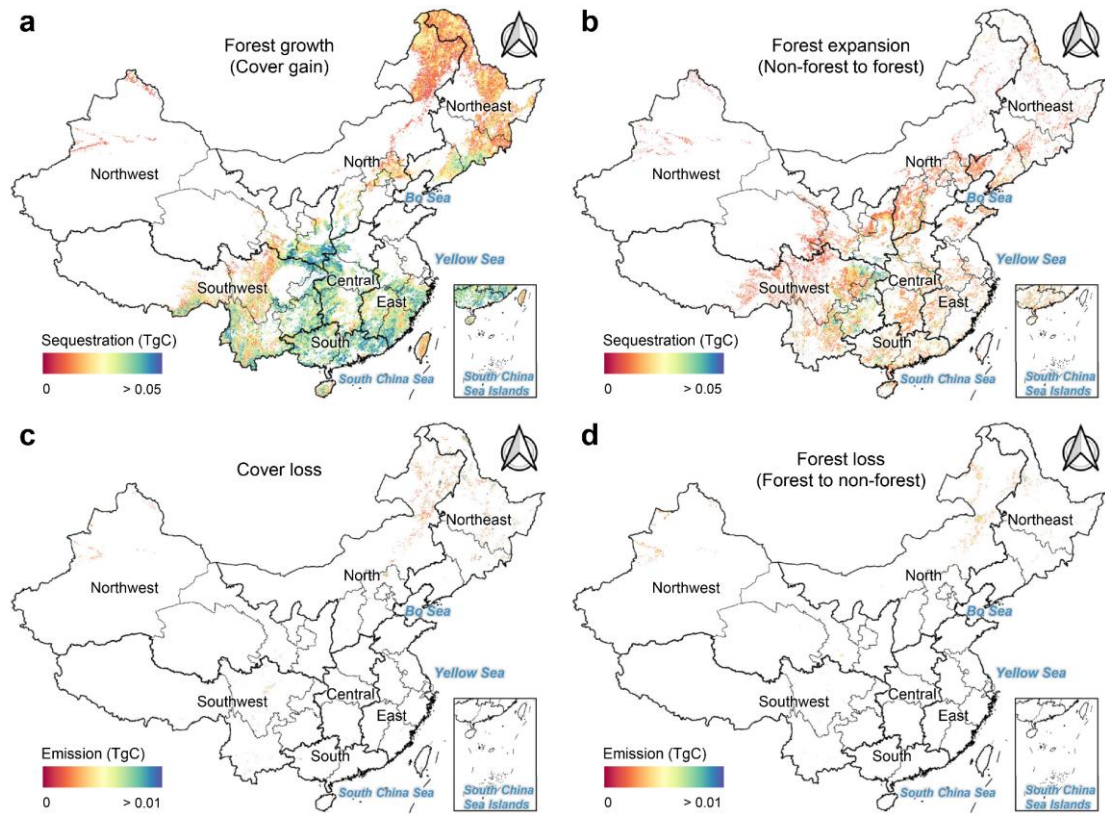 a
Forest growth
(Cover gain)
Northeast
North
Northwest
Bo Sea
Yellow Sea
Southwest
Central
East
South
Sequestration (TgC)
0
> 0.05
South China Sea
South China
Sea Islands
b
Forest expansion
(Non-forest to forest)
Northeast
North
Northwest
Bo Sea
Yellow Sea
Southwest
Central
East
South
Sequestration (TgC)
0
> 0.05
South China Sea
South China
Sea Islands
c
Cover loss
Northeast
North
Northwest
Bo Sea
Yellow Sea
Southwest
Central
East
South
Emission (TgC)
0
> 0.01
South China Sea
South China
Sea Islands
d
Forest loss
(Forest to non-forest)
Northeast
North
Northwest
Bo Sea
Yellow Sea
Southwest
Central
East
South
Emission (TgC)
0
> 0.01
South China Sea
South China
Sea Islands